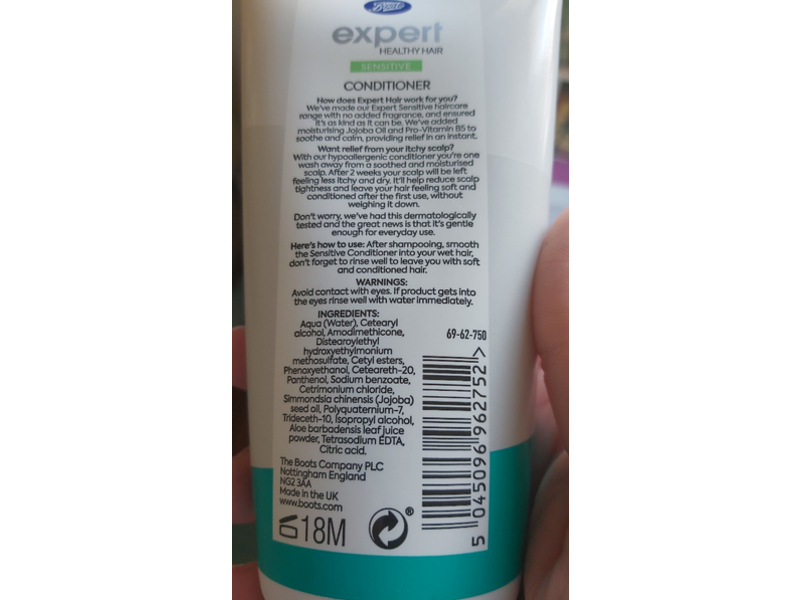 Boots
expert
HEALTHY HAIR
SENSITIVE
CONDITIONER
How does Expert Hair work for you?
We've made our Expert Sensitive haircare
range with no added fragrance, and ensured
it's as kind as it can be. We've added
moisturising Jojoba Oil and Pro-Vitamin B5 to
soothe and calm, providing relief in an instant.
Want relief from your itchy scalp?
With our hypoallergenic conditioner you're one
wash away from a soothed and moisturised
scalp. After 2 weeks your scalp will be left
feeling less itchy and dry. It'll help reduce scalp
tightness and leave your hair feeling soft and
conditioned after the first use, without
weighing it down.
Don't worry, we've had this dermatologically
tested and the great news is that it's gentle
enough for everyday use.
Here's how to use: After shampooing, smooth
the Sensitive Conditioner into your wet hair,
don't forget to rinse well to leave you with soft
and conditioned hair.
WARNINGS:
Avoid contact with eyes. If product gets into
the eyes rinse well with water immediately.
INGREDIENTS:
Aqua (Water), Cetearyl
alcohol, Amodimethicone,
Distearoylethyl
hydroxyethylmonium
methosulfate, Cetyl esters,
Phenoxyethanol, Ceteareth-20,
Panthenol, Sodium benzoate,
Cetrimonium chloride,
Simmondsia chinensis (Jojoba)
seed oil, Polyquaternium-7,
Trideceth-10, Isopropyl alcohol,
Aloe barbadensis leaf juice
powder, Tetrasodium EDTA,
Citric acid.
The Boots Company PLC
Nottingham England
NG2 3AA
Made in the UK
www.boots.com
18M
®
69-62-750
5 045096 962752 >